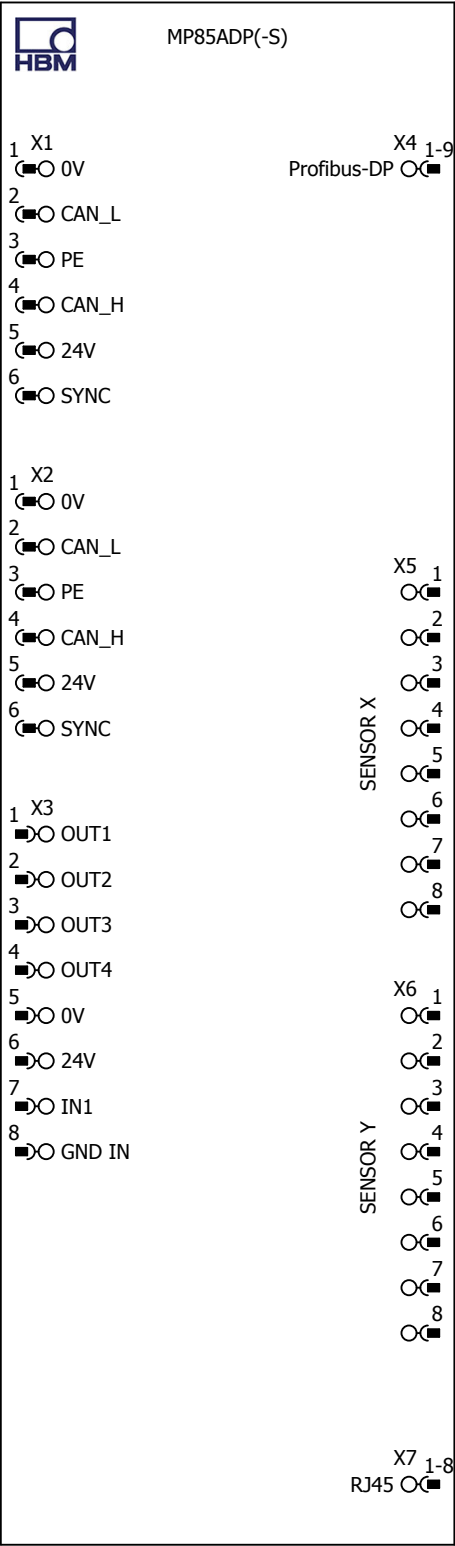 HBM
MP85ADP(-S)
X1
1 0V
2 CAN_L
3 PE
4 CAN_H
5 24V
6 SYNC
X2
1 0V
2 CAN_L
3 PE
4 CAN_H
5 24V
6 SYNC
X3
1 OUT1
2 OUT2
3 OUT3
4 OUT4
5 0V
6 24V
7 IN1
8 GND IN
X4 1-9
Profibus-DP
X5
SENSOR X
1
2
3
4
5
6
7
8
X6
SENSOR Y
1
2
3
4
5
6
7
8
X7 1-8
RJ45